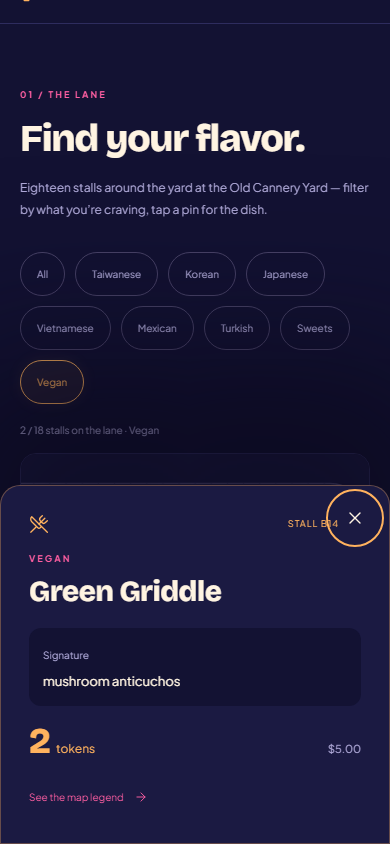 01 / THE LANE
Find your flavor.
Eighteen stalls around the yard at the Old Cannery Yard — filter
by what you're craving, tap a pin for the dish.
All
Taiwanese
Korean
Japanese
Vietnamese
Mexican
Turkish
Sweets
Vegan
2 / 18 stalls on the lane · Vegan
STALL B14
VEGAN
Green Griddle
Signature
mushroom anticuchos
2 tokens
$5.00
See the map legend →